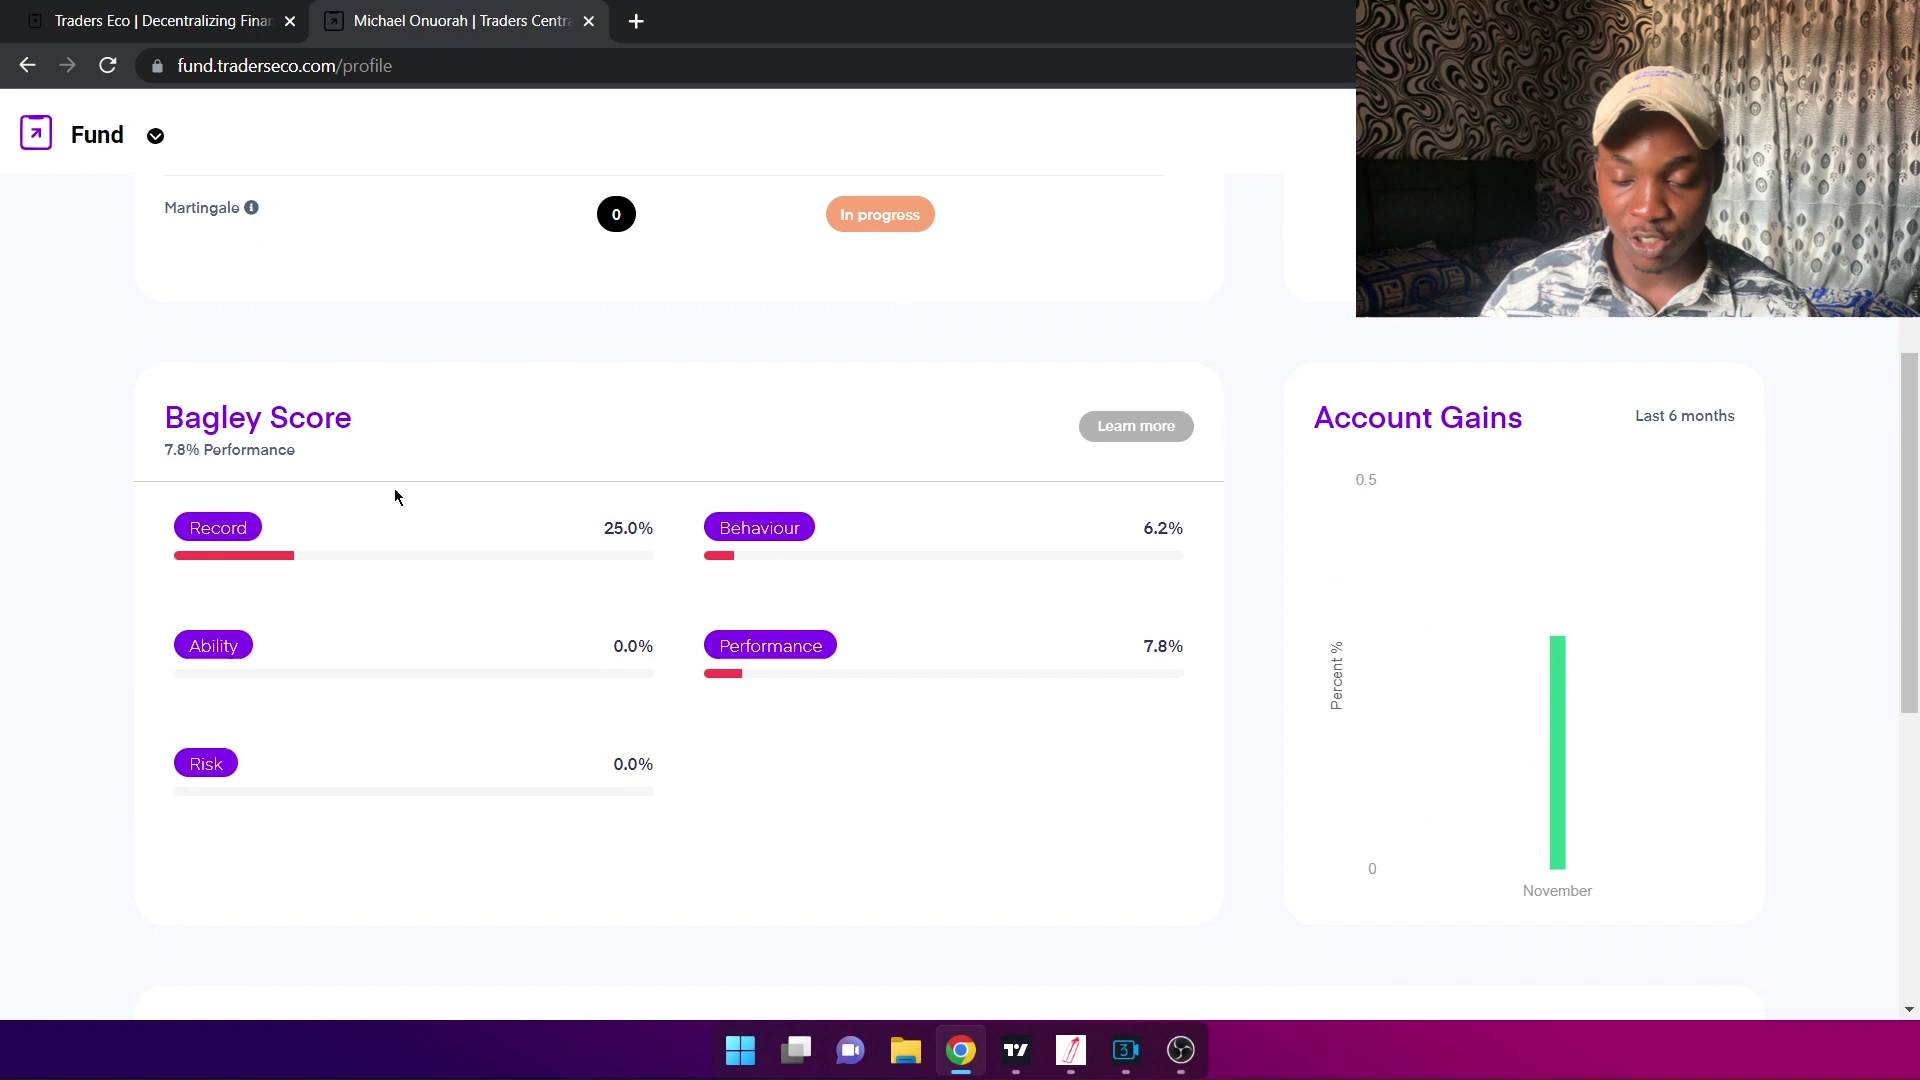 Traders Eco | Decentralizing Finan
Michael Onuorah | Traders Centra
fund.traderseco.com/profile
Fund
Martingale
0
In progress
Bagley Score
7.8% Performance
Learn more
Record
25.0%
Behaviour
6.2%
Ability
0.0%
Performance
7.8%
Risk
0.0%
Account Gains
Last 6 months
0.5
Percent %
0
November